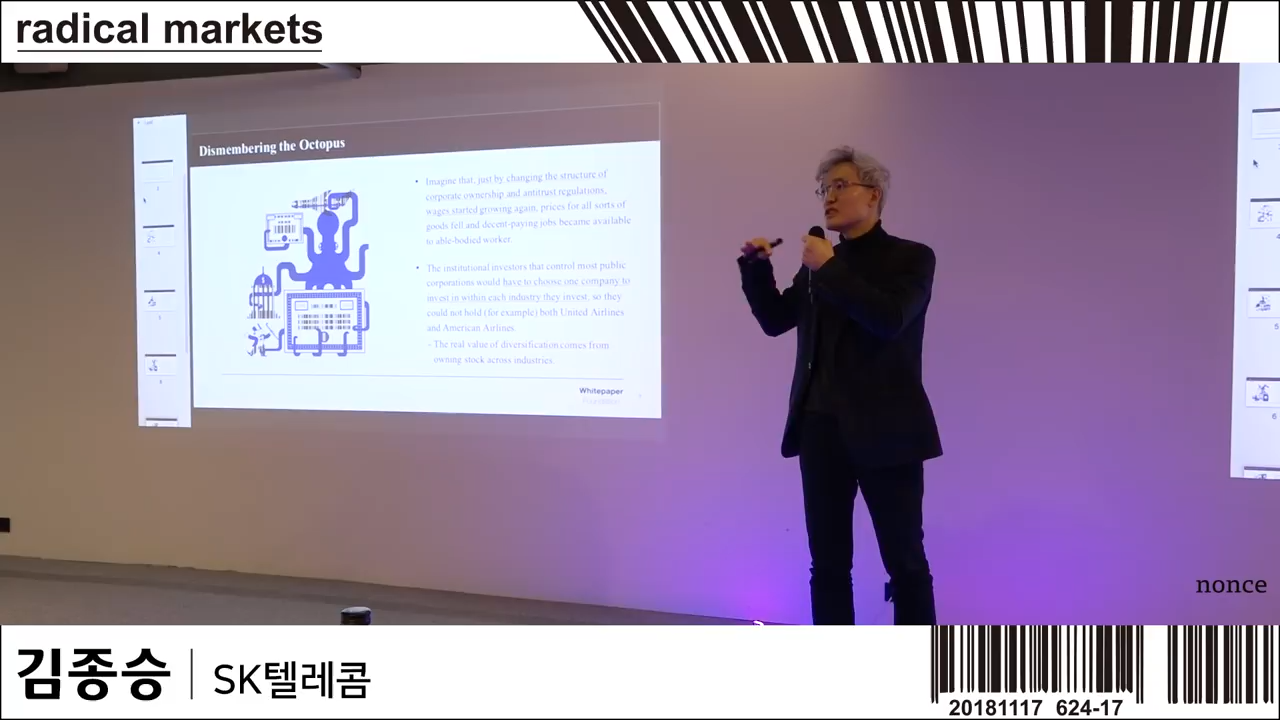 radical markets
Dismembering the Octopus
• Imagine that, just by changing the structure of
corporate ownership and antitrust regulations,
wages started growing again, prices for all sorts of
goods fell and decent-paying jobs became available
to able-bodied worker.
• The institutional investors that control most public
corporations would have to choose one company to
invest in within each industry they invest, so they
could not hold (for example) both United Airlines
and American Airlines.
– The real value of diversification comes from
owning stock across industries.
Whitepaper
nonce
김종승 | SK텔레콤
20181117 624-17